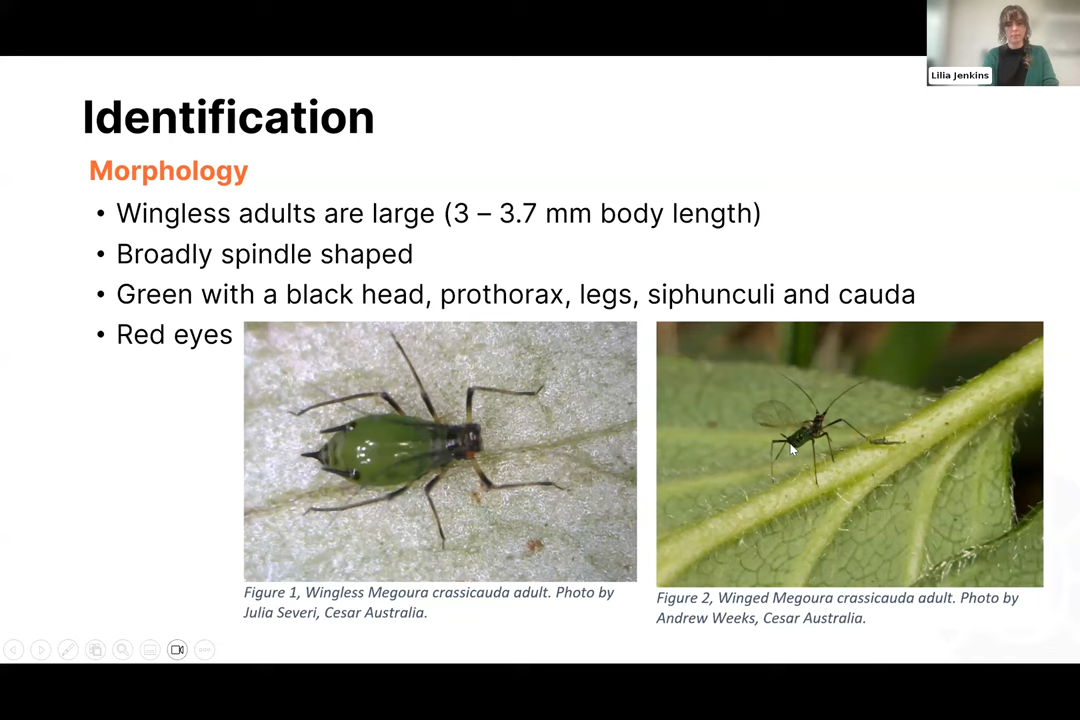 Lilia Jenkins
Identification
Morphology
• Wingless adults are large (3 – 3.7 mm body length)
• Broadly spindle shaped
• Green with a black head, prothorax, legs, siphunculi and cauda
• Red eyes
Figure 1, Wingless Megoura crassicauda adult. Photo by
Julia Severi, Cesar Australia.
Figure 2, Winged Megoura crassicauda adult. Photo by
Andrew Weeks, Cesar Australia.